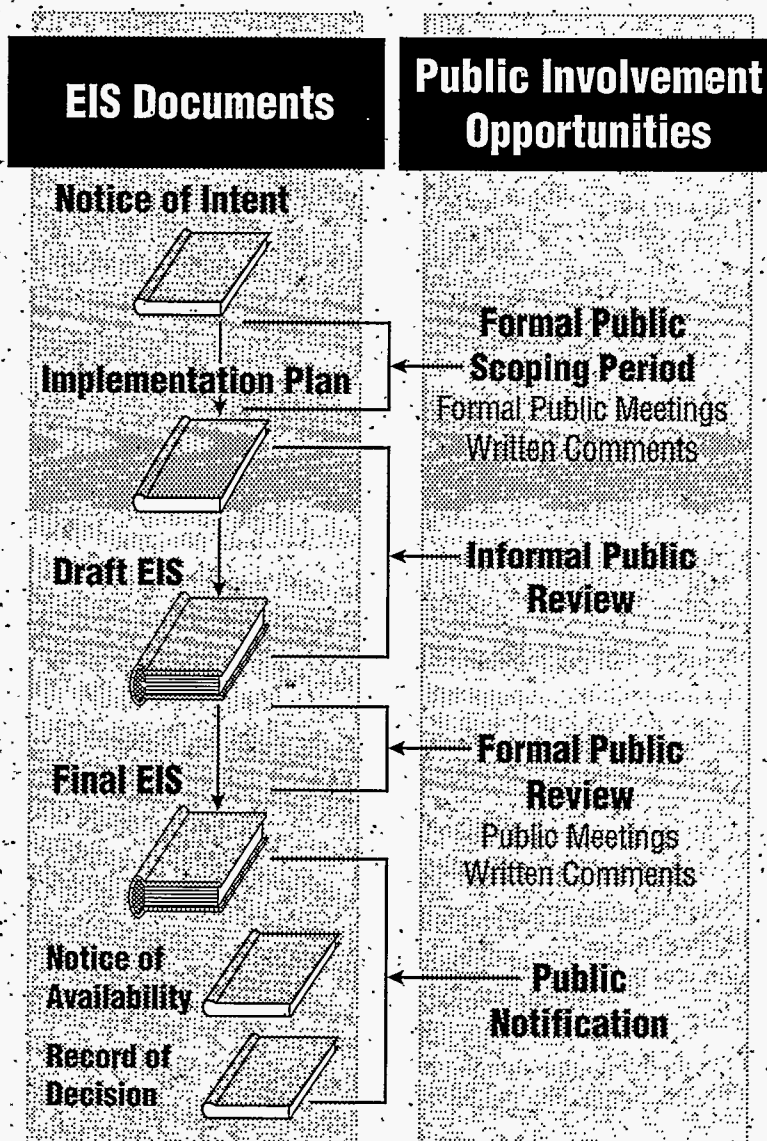 EIS Documents
Public Involvement
Opportunities
Notice of Intent
Formal Public
Scoping Period
Formal Public Meetings
Written Comments
Implementation Plan
Informal Public
Review
Draft EIS
Formal Public
Review
Public Meetings
Written Comments
Final EIS
Notice of
Availability
Public
Notification
Record of
Decision